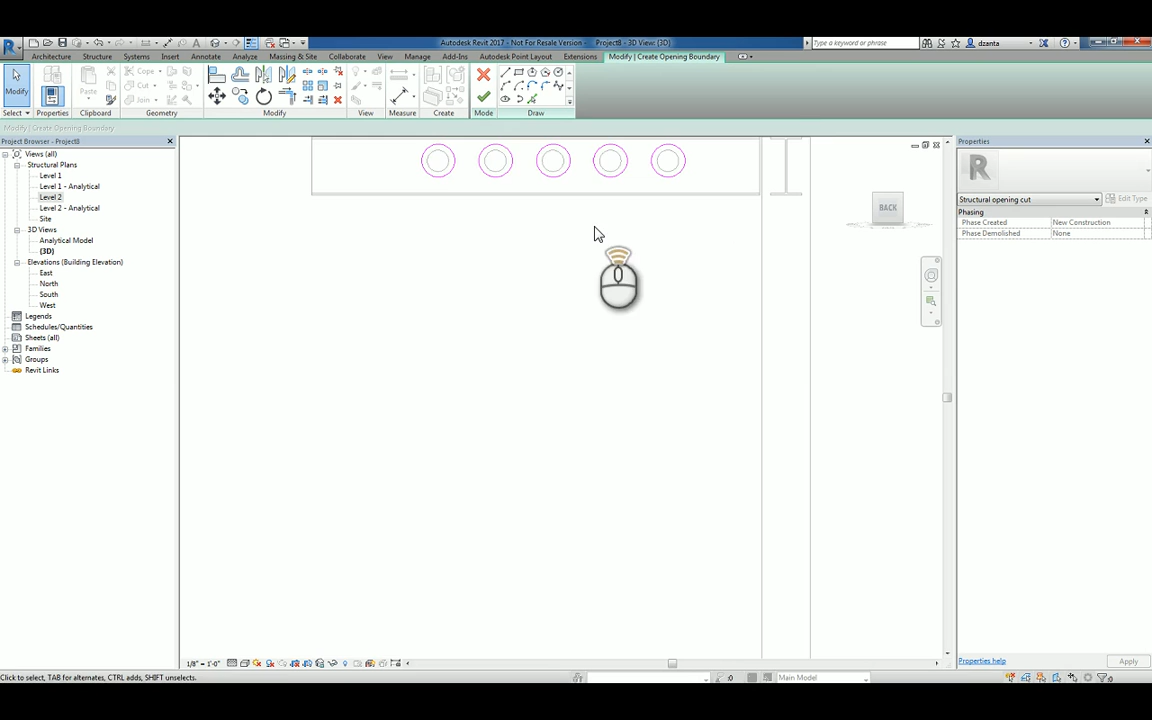 Autodesk Revit 2017 - Not For Resale Version - Project8 - 3D View: {3D}
Type a keyword or phrase
dzanta
Architecture Structure Systems Insert Annotate Analyze Massing & Site Collaborate View Manage Add-Ins Autodesk Point Layout Extensions Modify | Create Opening Boundary
Modify
Paste
Cope
Cut
Join
Select Properties Clipboard Geometry Modify View Measure Create Mode Draw
Modify | Create Opening Boundary
Project Browser - Project8
Views (all)
Structural Plans
Level 1
Level 1 - Analytical
Level 2
Level 2 - Analytical
Site
3D Views
Analytical Model
{3D}
Elevations (Building Elevation)
East
North
South
West
Legends
Schedules/Quantities
Sheets (all)
Families
Groups
Revit Links
BACK
Properties
R
Structural opening cut
Edit Type
Phasing
Phase Created New Construction
Phase Demolished None
Properties help
Apply
1/8" = 1'-0"
Click to select, TAB for alternates, CTRL adds, SHIFT unselects.
:0
Main Model
:0